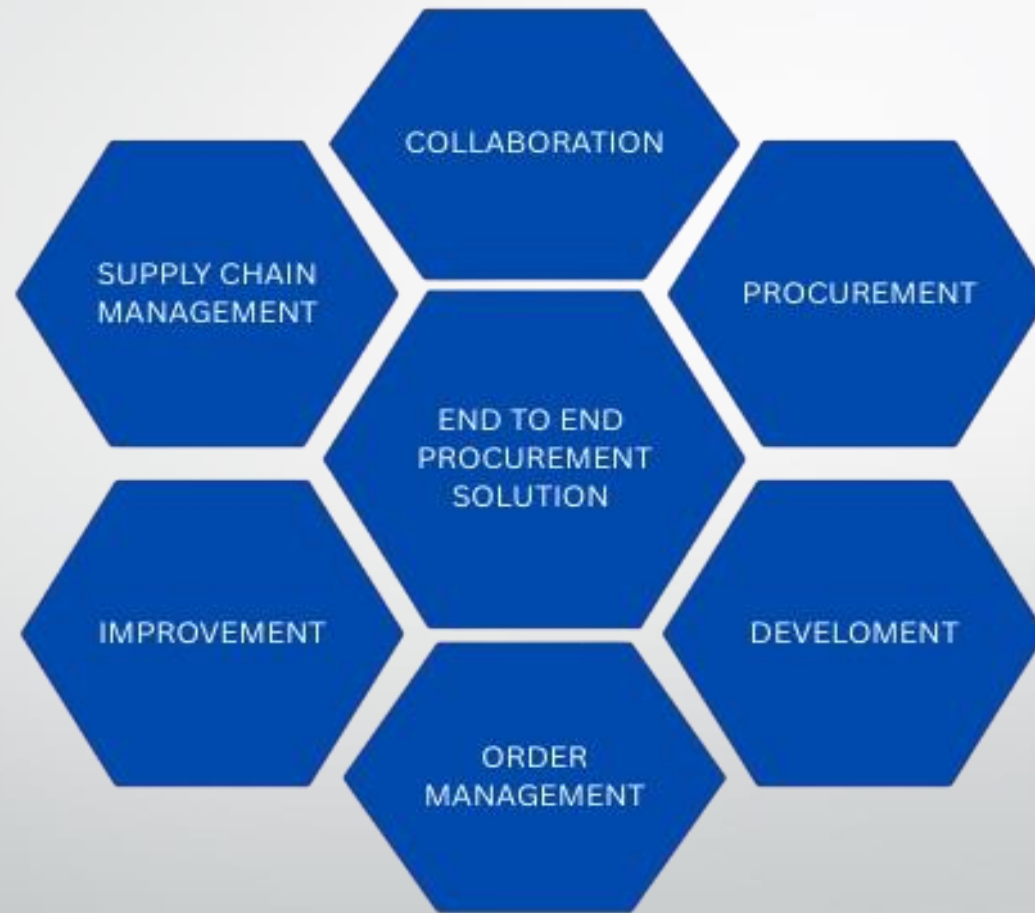 COLLABORATION
SUPPLY CHAIN
MANAGEMENT
PROCUREMENT
END TO END
PROCUREMENT
SOLUTION
IMPROVEMENT
DEVELOMENT
ORDER
MANAGEMENT